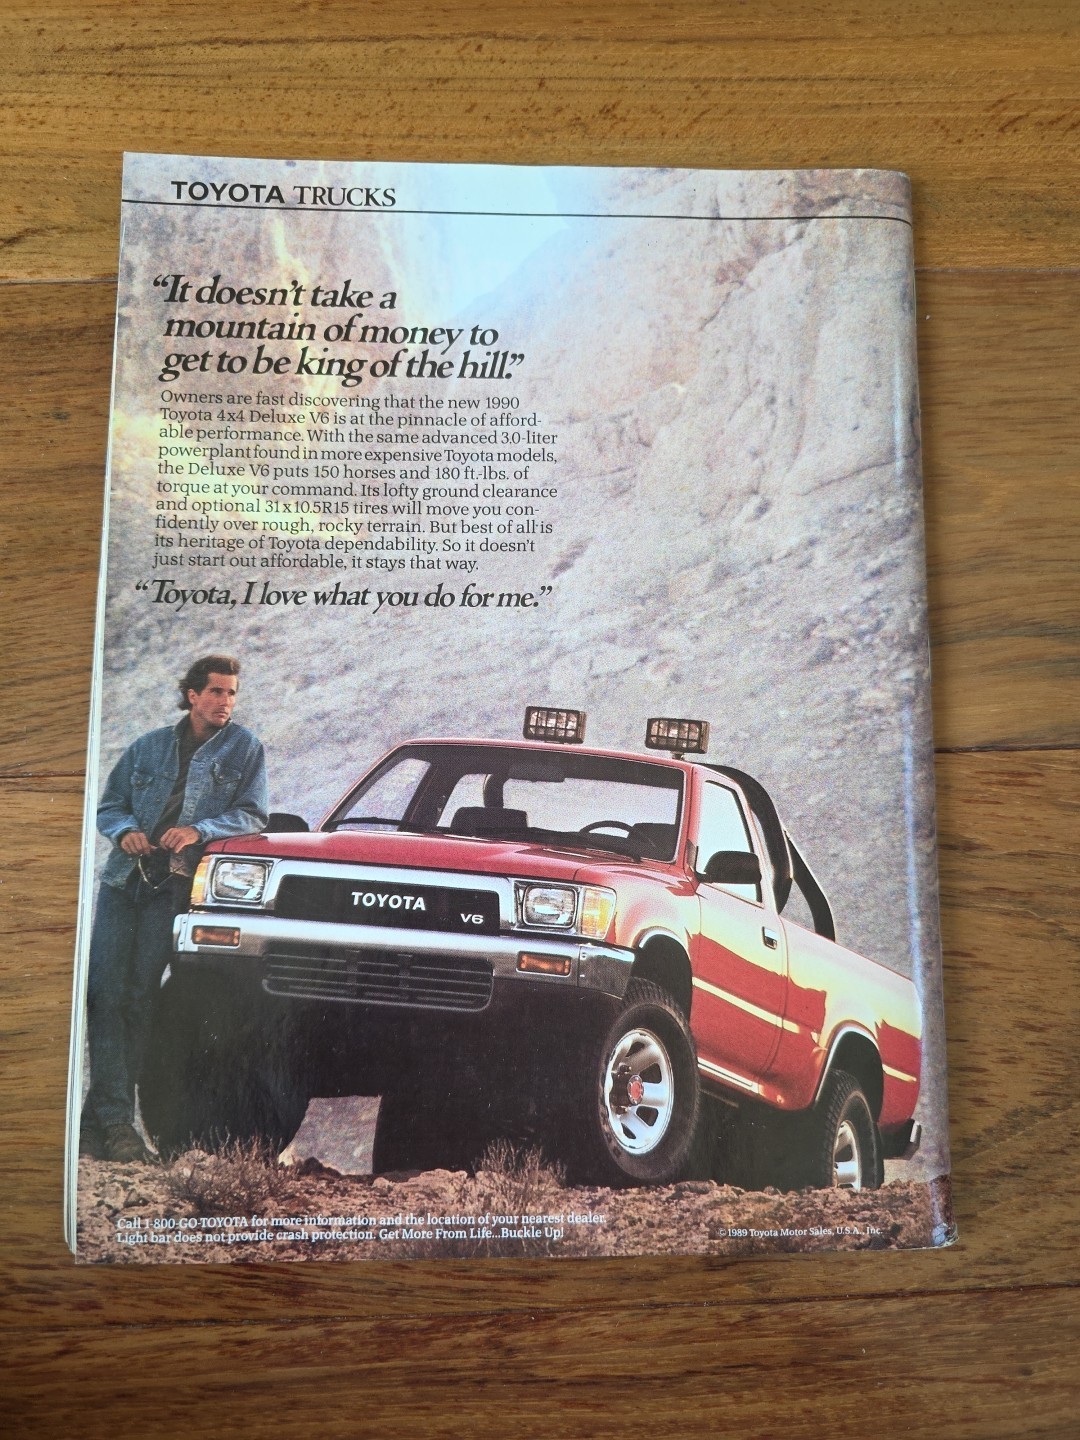 TOYOTA TRUCKS
“It doesn’t take a
mountain of money to
get to be king of the hill.”
Owners are fast discovering that the new 1990
Toyota 4x4 Deluxe V6 is at the pinnacle of afford-
able performance. With the same advanced 3.0-liter
powerplant found in more expensive Toyota models,
the Deluxe V6 puts 150 horses and 180 ft.-lbs. of
torque at your command. Its lofty ground clearance
and optional 31x10.5R15 tires will move you con-
fidently over rough, rocky terrain. But best of all is
its heritage of Toyota dependability. So it doesn’t
just start out affordable, it stays that way.
“Toyota, I love what you do for me.”
TOYOTA
V6
Call 1-800-GO-TOYOTA for more information and the location of your nearest dealer.
Light bar does not provide crash protection. Get More From Life...Buckle Up!
©1989 Toyota Motor Sales, U.S.A., Inc.